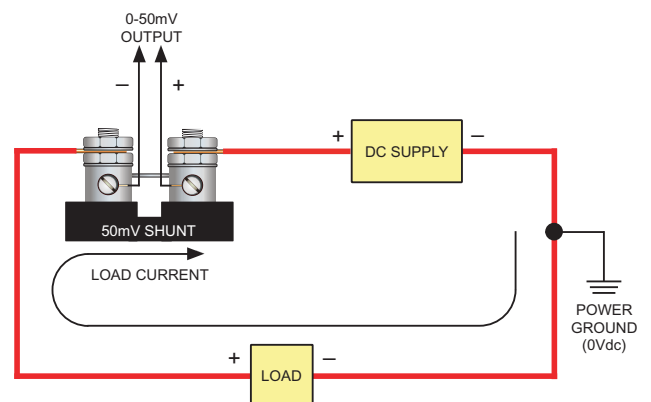 0-50mV
OUTPUT
– +
+ DC SUPPLY –
50mV SHUNT
LOAD CURRENT
POWER
GROUND
(0Vdc)
+ LOAD –